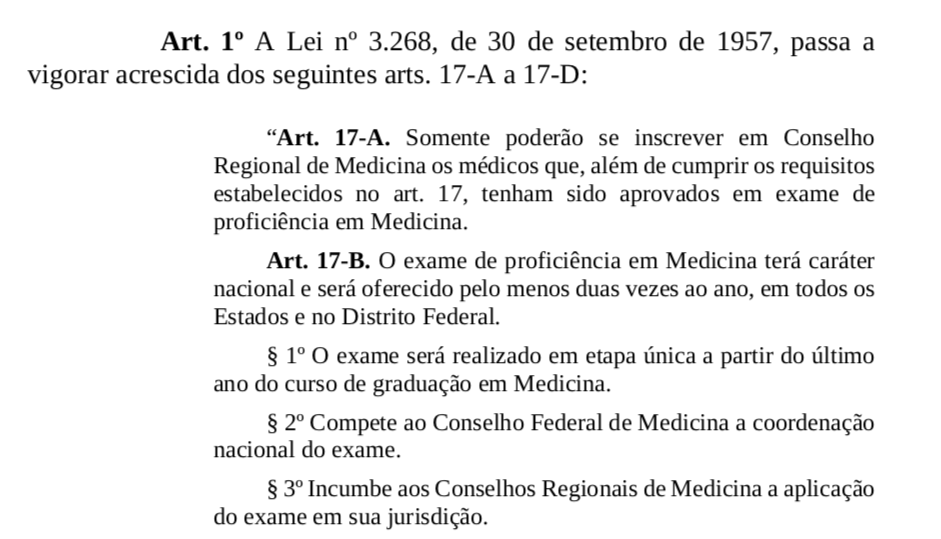 Art. 1º A Lei nº 3.268, de 30 de setembro de 1957, passa a
vigorar acrescida dos seguintes arts. 17-A a 17-D:
“Art. 17-A. Somente poderão se inscrever em Conselho
Regional de Medicina os médicos que, além de cumprir os requisitos
estabelecidos no art. 17, tenham sido aprovados em exame de
proficiência em Medicina.
Art. 17-B. O exame de proficiência em Medicina terá caráter
nacional e será oferecido pelo menos duas vezes ao ano, em todos os
Estados e no Distrito Federal.
§ 1º O exame será realizado em etapa única a partir do último
ano do curso de graduação em Medicina.
§ 2º Compete ao Conselho Federal de Medicina a coordenação
nacional do exame.
§ 3º Incumbe aos Conselhos Regionais de Medicina a aplicação
do exame em sua jurisdição.